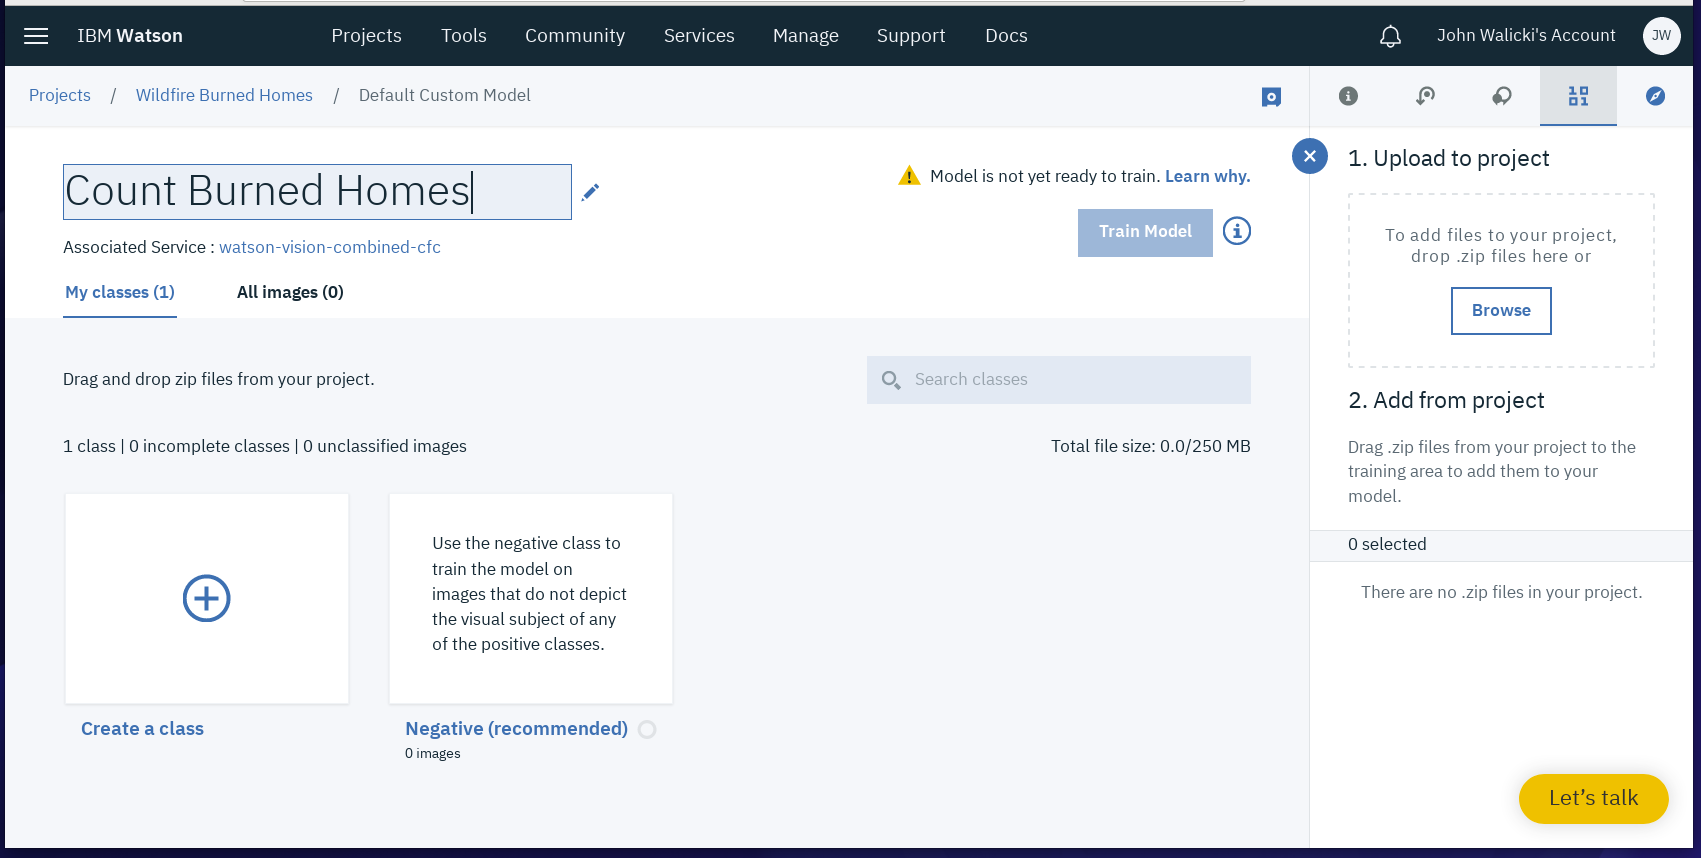 IBM Watson
Projects Tools Community Services Manage Support Docs
John Walicki's Account
JW
Projects / Wildfire Burned Homes / Default Custom Model
Count Burned Homes
Model is not yet ready to train. Learn why.
Train Model
Associated Service : watson-vision-combined-cfc
My classes (1)
All images (0)
Drag and drop zip files from your project.
Search classes
1 class | 0 incomplete classes | 0 unclassified images
Total file size: 0.0/250 MB
Create a class
Use the negative class to
train the model on
images that do not depict
the visual subject of any
of the positive classes.
Negative (recommended)
0 images
1. Upload to project
To add files to your project,
drop .zip files here or
Browse
2. Add from project
Drag .zip files from your project to the
training area to add them to your
model.
0 selected
There are no .zip files in your project.
Let’s talk